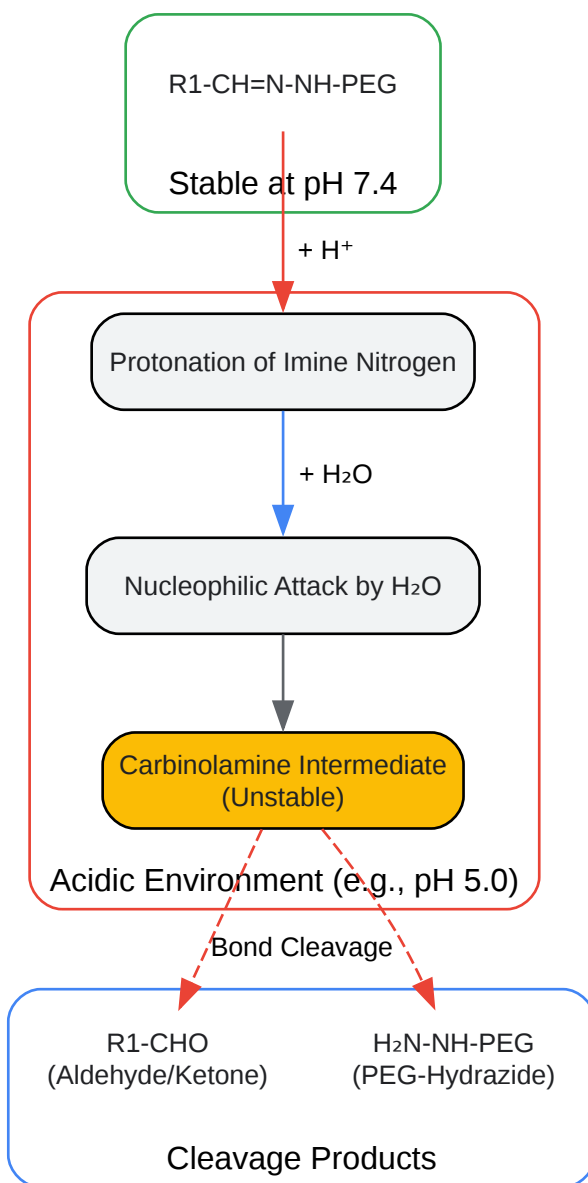 R1-CH=N-NH-PEG
Stable at pH 7.4
+ H⁺
Protonation of Imine Nitrogen
+ H₂O
Nucleophilic Attack by H₂O
Carbinolamine Intermediate
(Unstable)
Acidic Environment (e.g., pH 5.0)
Bond Cleavage
R1-CHO
(Aldehyde/Ketone)
H₂N-NH-PEG
(PEG-Hydrazide)
Cleavage Products